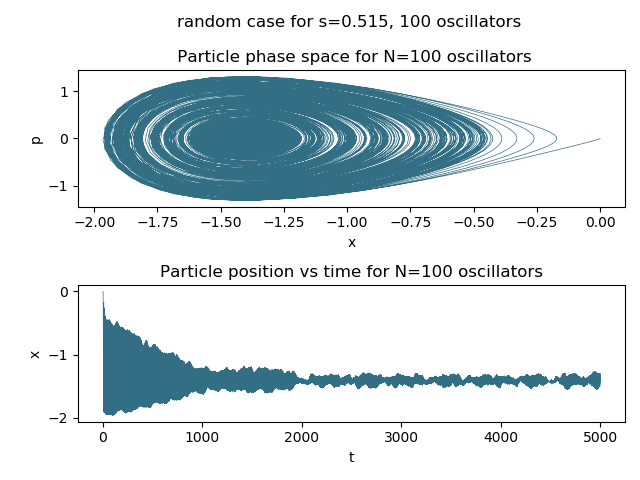 random case for s=0.515, 100 oscillators
Particle phase space for N=100 oscillators
1
0
−1
p
−2.00 −1.75 −1.50 −1.25 −1.00 −0.75 −0.50 −0.25 0.00
x
Particle position vs time for N=100 oscillators
0
−1
−2
x
0 1000 2000 3000 4000 5000
t